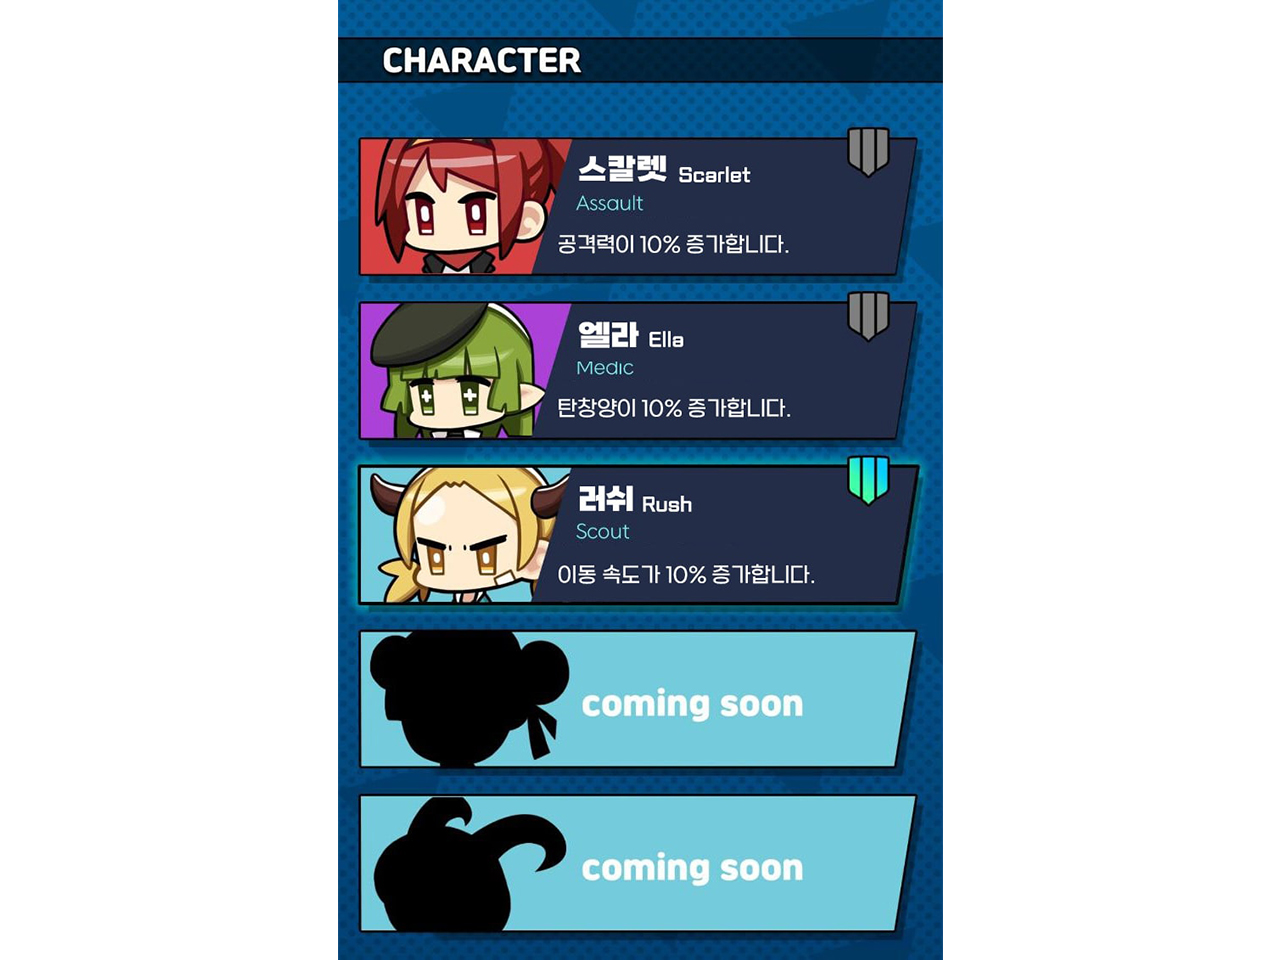 CHARACTER
스칼렛 Scarlet
Assault
공격력이 10% 증가합니다.
엘라 Ella
Medic
탄창양이 10% 증가합니다.
러쉬 Rush
Scout
이동 속도가 10% 증가합니다.
coming soon
coming soon